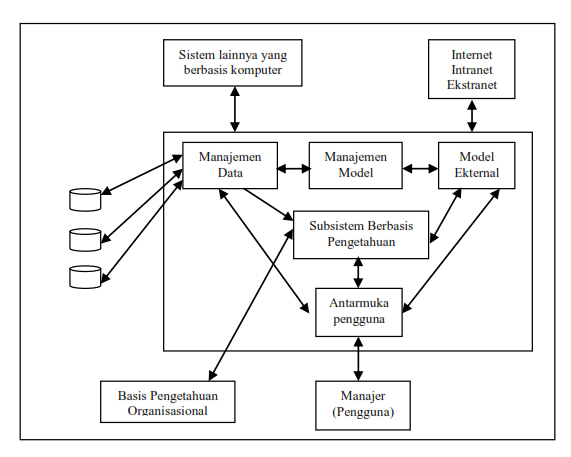 Sistem lainnya yang
berbasis komputer
Internet
Intranet
Ekstranet
Manajemen
Data
Manajemen
Model
Model
Ekternal
Subsistem Berbasis
Pengetahuan
Antarmuka
pengguna
Basis Pengetahuan
Organisasional
Manajer
(Pengguna)